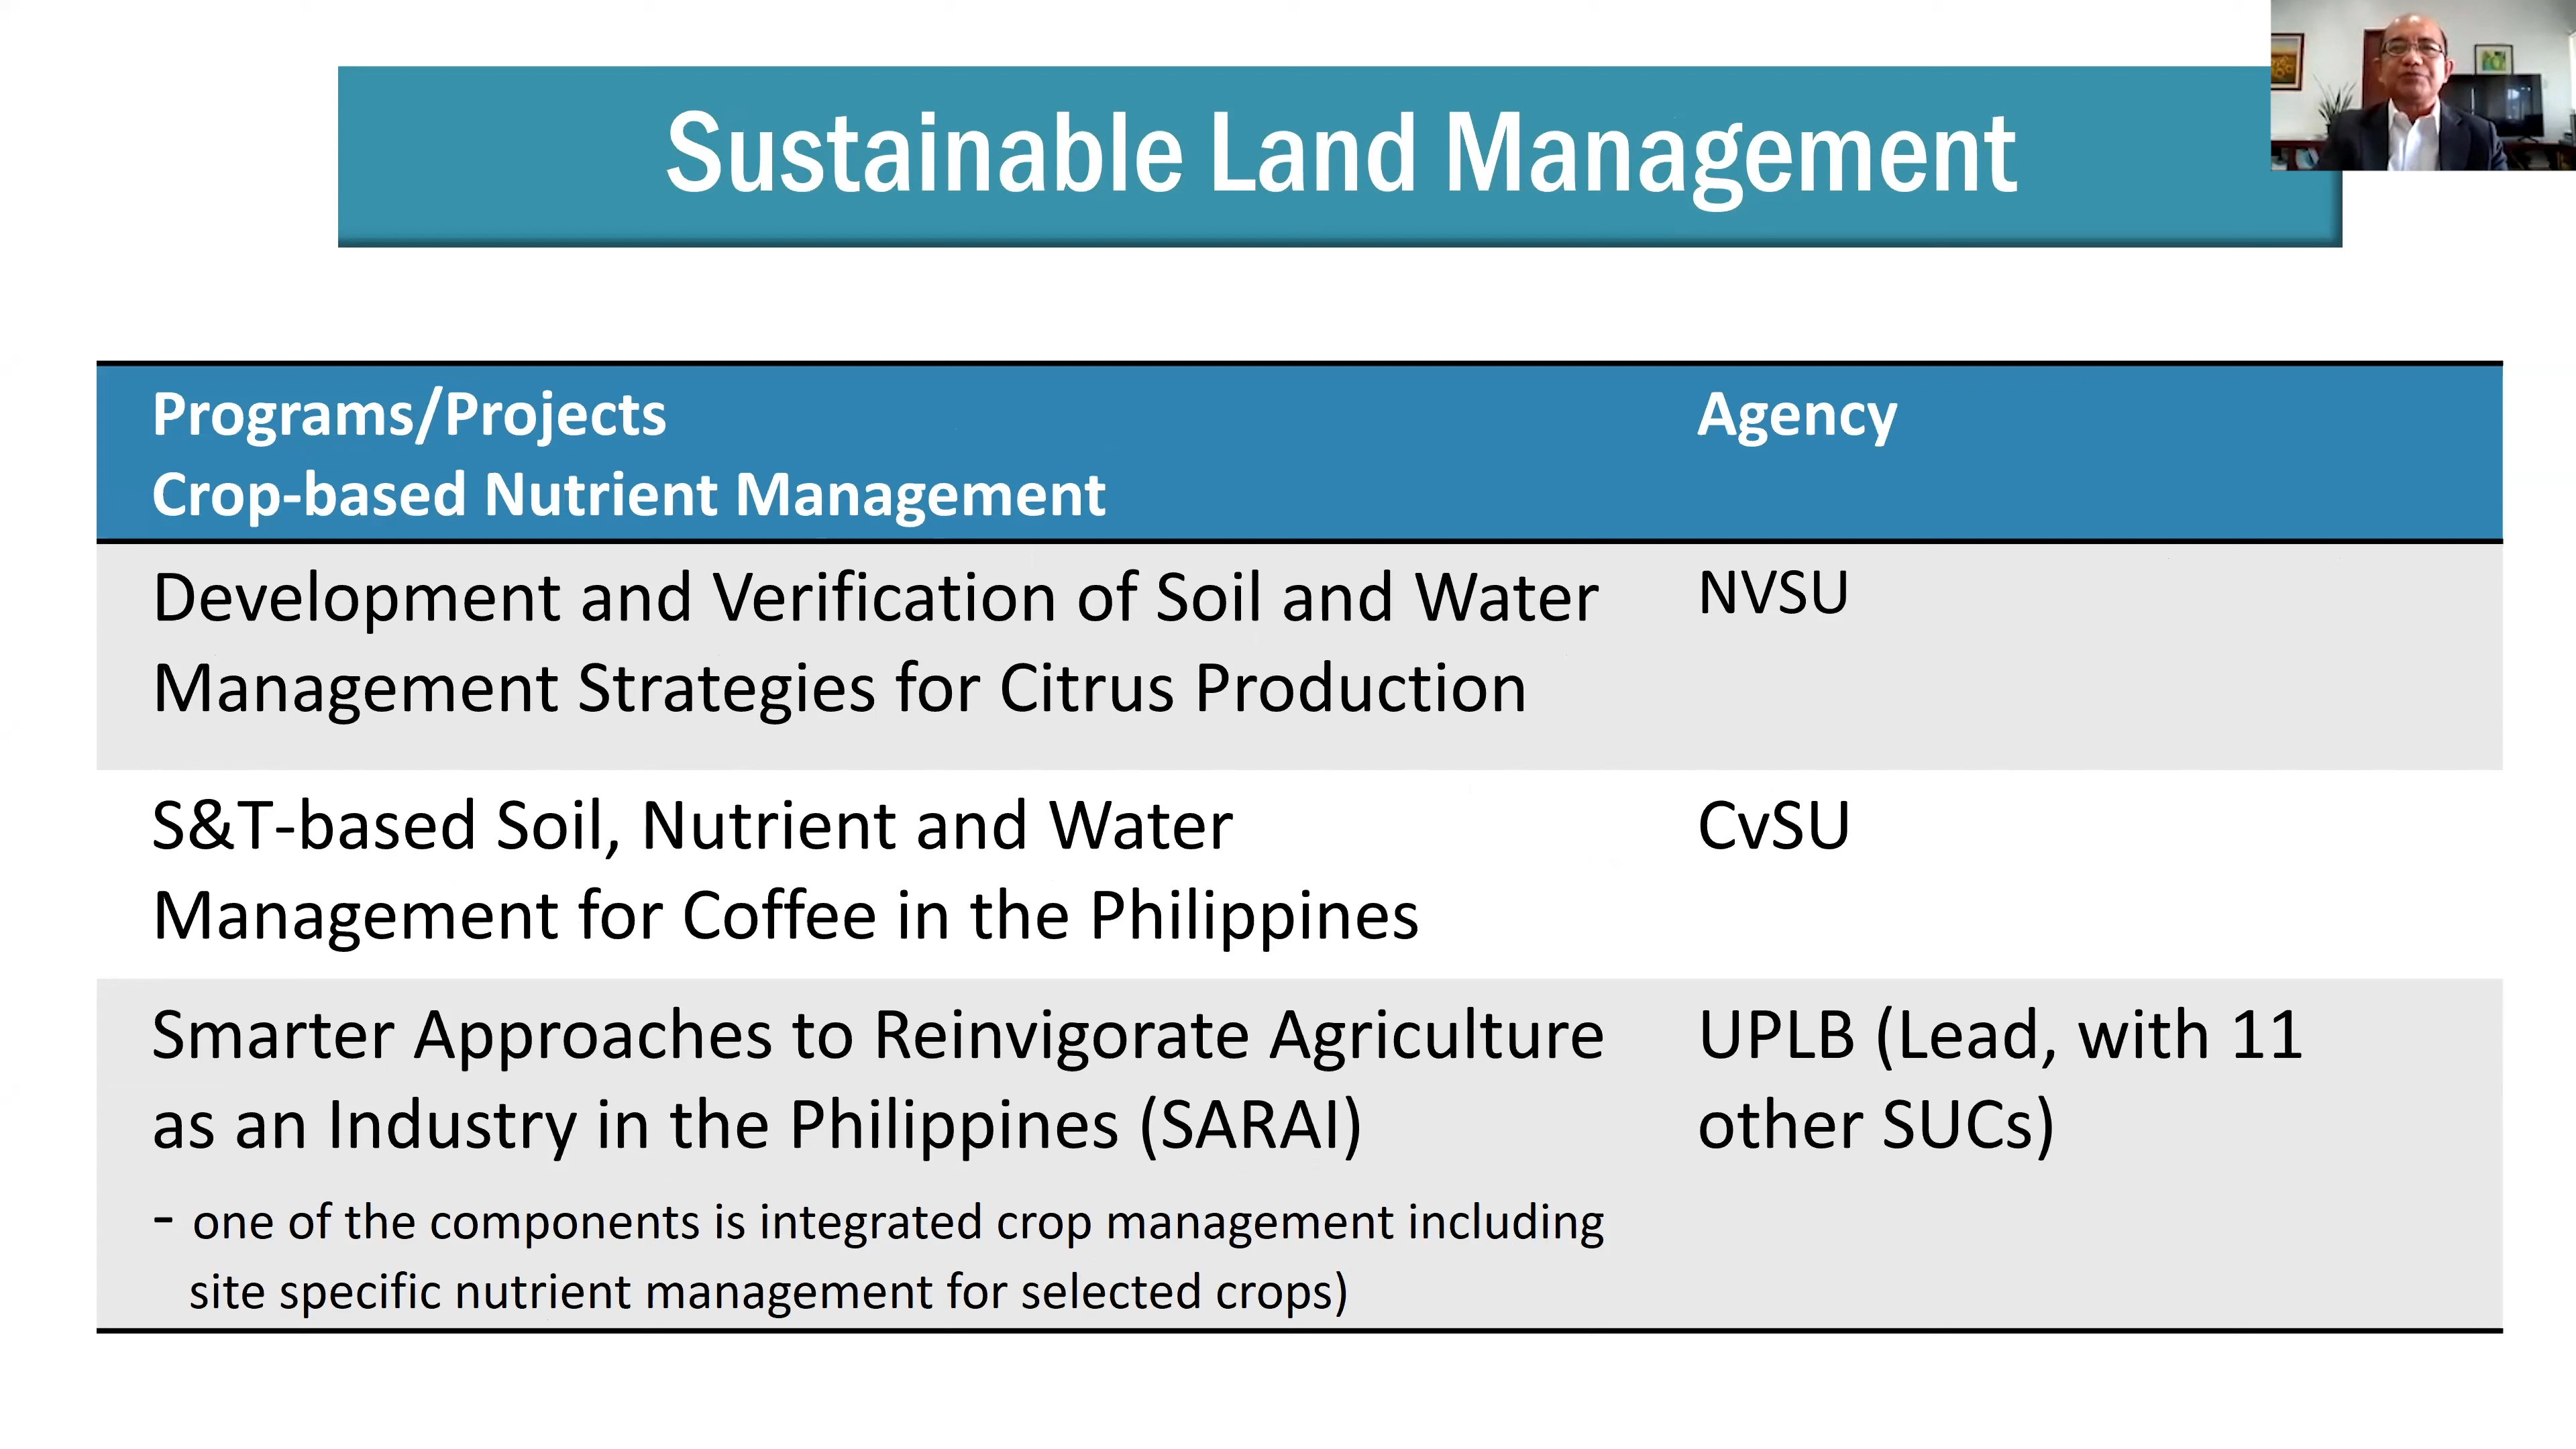 Sustainable Land Management
Programs/Projects Agency
Crop-based Nutrient Management
Development and Verification of Soil and Water NVSU
Management Strategies for Citrus Production
S&T-based Soil, Nutrient and Water CvSU
Management for Coffee in the Philippines
Smarter Approaches to Reinvigorate Agriculture UPLB (Lead, with 11
as an Industry in the Philippines (SARAI) other SUCs)
- one of the components is integrated crop management including
site specific nutrient management for selected crops)